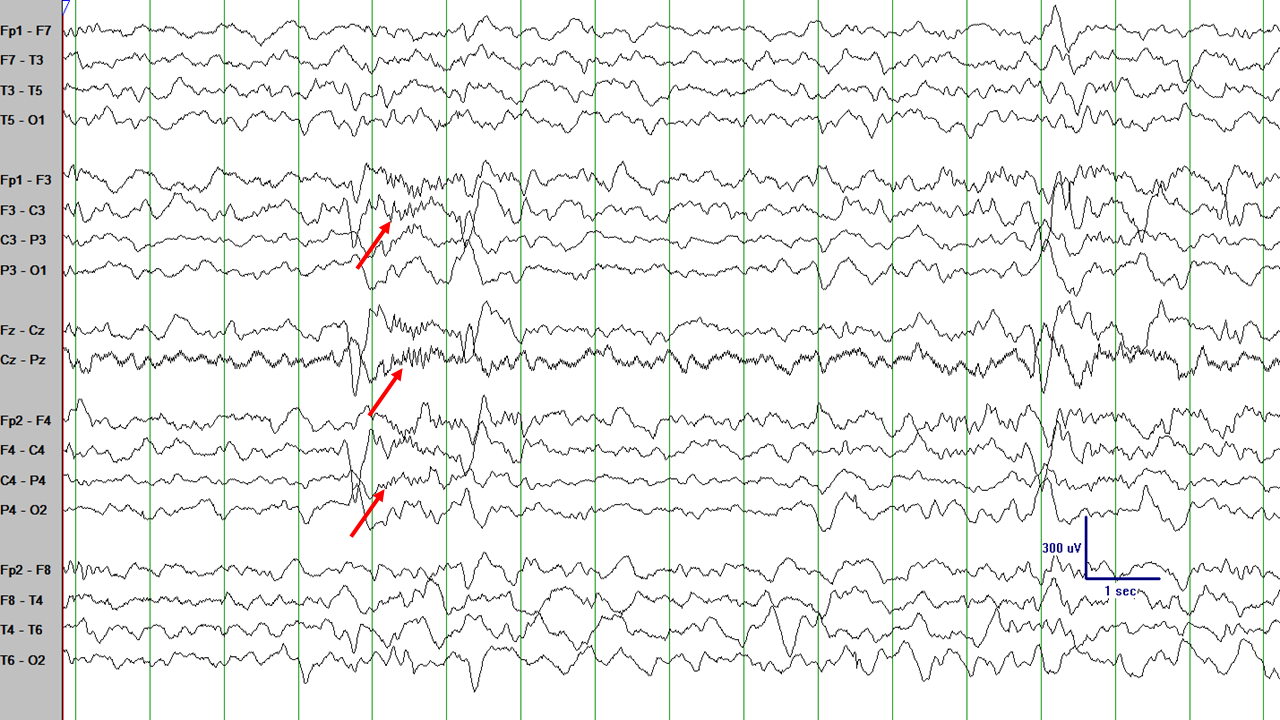 7
Fp1 - F7
F7 - T3
T3 - T5
T5 - O1
Fp1 - F3
F3 - C3
C3 - P3
P3 - O1
Fz - Cz
Cz - Pz
Fp2 - F4
F4 - C4
C4 - P4
P4 - O2
300 uV
Fp2 - F8
1 sec
F8 - T4
T4 - T6
T6 - O2